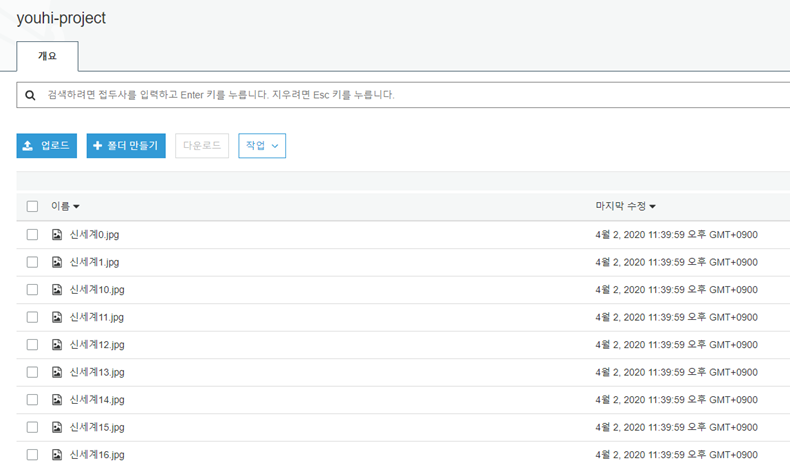 youhi-project
개요
검색하려면 접두사를 입력하고 Enter 키를 누릅니다. 지우려면 Esc 키를 누릅니다.
업로드 폴더 만들기 다운로드 작업
이름 마지막 수정
신세계0.jpg 4월 2, 2020 11:39:59 오후 GMT+0900
신세계1.jpg 4월 2, 2020 11:39:59 오후 GMT+0900
신세계10.jpg 4월 2, 2020 11:39:59 오후 GMT+0900
신세계11.jpg 4월 2, 2020 11:39:59 오후 GMT+0900
신세계12.jpg 4월 2, 2020 11:39:59 오후 GMT+0900
신세계13.jpg 4월 2, 2020 11:39:59 오후 GMT+0900
신세계14.jpg 4월 2, 2020 11:39:59 오후 GMT+0900
신세계15.jpg 4월 2, 2020 11:39:59 오후 GMT+0900
신세계16.jpg 4월 2, 2020 11:39:59 오후 GMT+0900